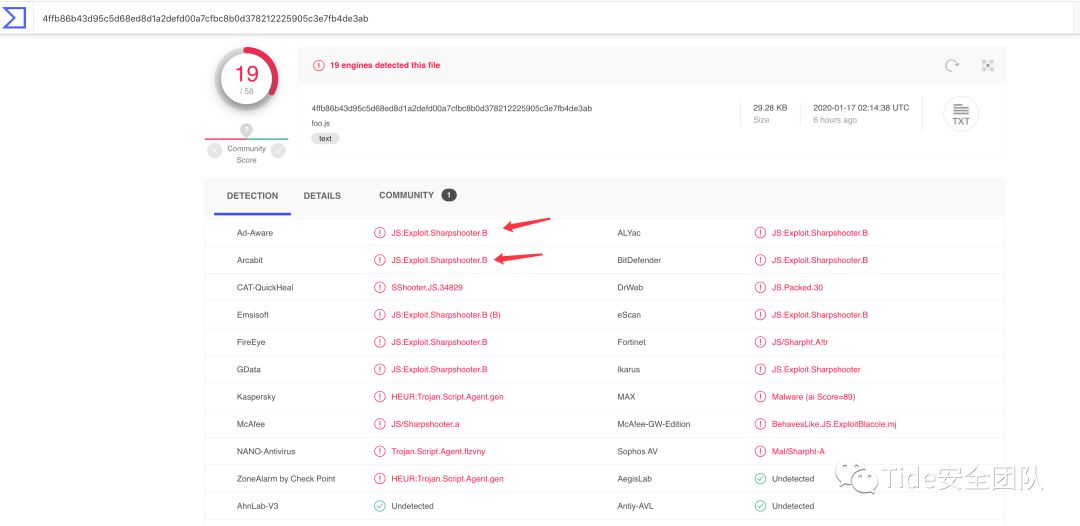 4ffb86b43d95c5d68ed8d1a2defd00a7cfbc8b0d378212225905c3e7fb4de3ab
19
/ 58
?
Community
Score
19 engines detected this file
4ffb86b43d95c5d68ed8d1a2defd00a7cfbc8b0d378212225905c3e7fb4de3ab
foo.js
text
29.28 KB
Size
2020-01-17 02:14:38 UTC
6 hours ago
TXT
DETECTION DETAILS COMMUNITY 1
Ad-Aware JS:Exploit.Sharpshooter.B ALYac JS:Exploit.Sharpshooter.B
Arcabit JS:Exploit.Sharpshooter.B BitDefender JS:Exploit.Sharpshooter.B
CAT-QuickHeal SShooter.JS.34829 DrWeb JS.Packed.30
Emsisoft JS:Exploit.Sharpshooter.B (B) eScan JS:Exploit.Sharpshooter.B
FireEye JS:Exploit.Sharpshooter.B Fortinet JS/Sharpht.A!tr
GData JS:Exploit.Sharpshooter.B Ikarus JS.Exploit.Sharpshooter
Kaspersky HEUR:Trojan.Script.Agent.gen MAX Malware (ai Score=89)
McAfee JS/Sharpshooter.a McAfee-GW-Edition BehavesLike.JS.ExploitBlacole.mj
NANO-Antivirus Trojan.Script.Agent.flzvny Sophos AV Mal/Sharpht-A
ZoneAlarm by Check Point HEUR:Trojan.Script.Agent.gen AegisLab Undetected
AhnLab-V3 Undetected Antiy-AVL Undetected
Tide安全团队